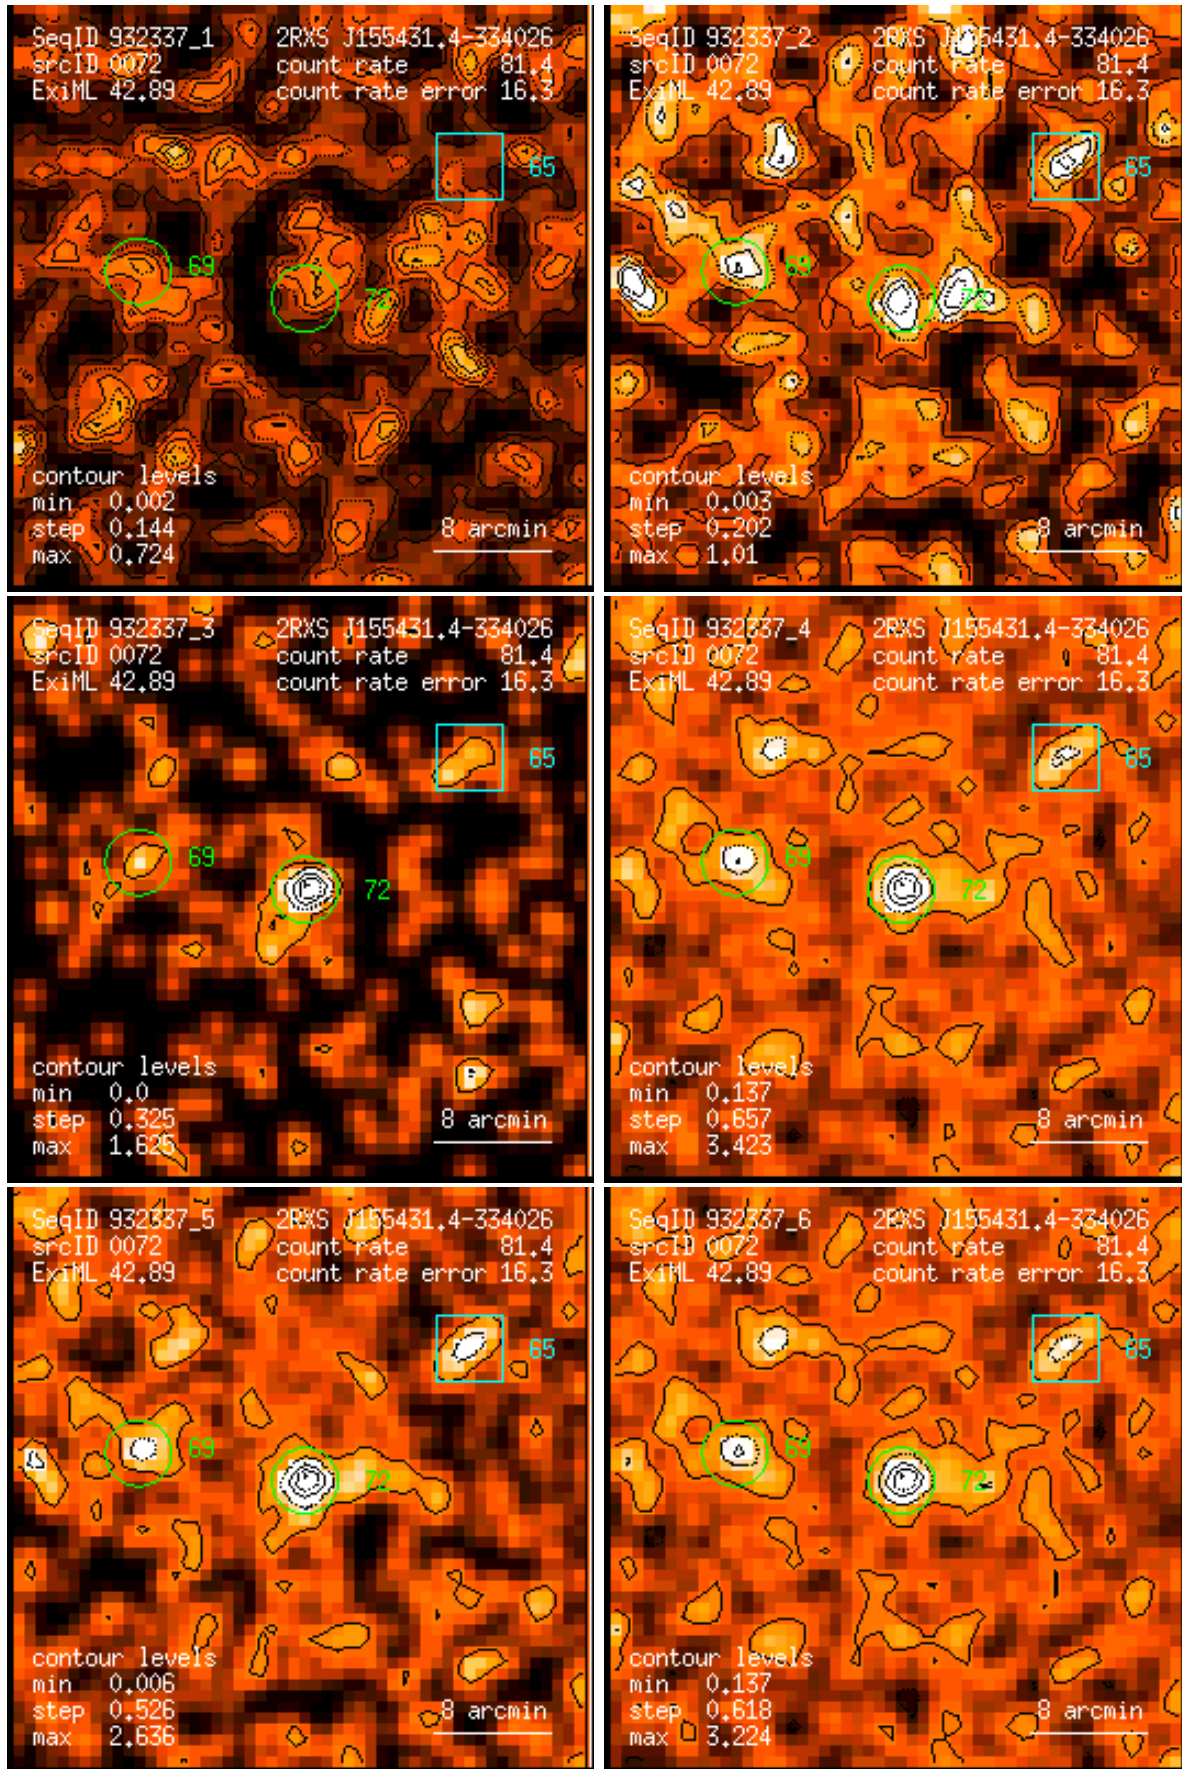 SeqID 932337_1 2RXS J155431.4-334026
srcID 0072 count rate 81.4
ExiML 42.89 count rate error 16.3
65
69
72
contour levels
min 0.002
step 0.144 8 arcmin
max 0.724
SeqID 932337_2 2RXS J155431.4-334026
srcID 0072 count rate 81.4
ExiML 42.89 count rate error 16.3
65
69
72
contour levels
min 0.003
step 0.202 8 arcmin
max 1.01
SeqID 932337_3 2RXS J155431.4-334026
srcID 0072 count rate 81.4
ExiML 42.89 count rate error 16.3
65
69
72
contour levels
min 0.0
step 0.325 8 arcmin
max 1.625
SeqID 932337_4 2RXS J155431.4-334026
srcID 0072 count rate 81.4
ExiML 42.89 count rate error 16.3
65
69
72
contour levels
min 0.137
step 0.657 8 arcmin
max 3.423
SeqID 932337_5 2RXS J155431.4-334026
srcID 0072 count rate 81.4
ExiML 42.89 count rate error 16.3
65
69
72
contour levels
min 0.006
step 0.526 8 arcmin
max 2.636
SeqID 932337_6 2RXS J155431.4-334026
srcID 0072 count rate 81.4
ExiML 42.89 count rate error 16.3
65
69
72
contour levels
min 0.137
step 0.618 8 arcmin
max 3.224